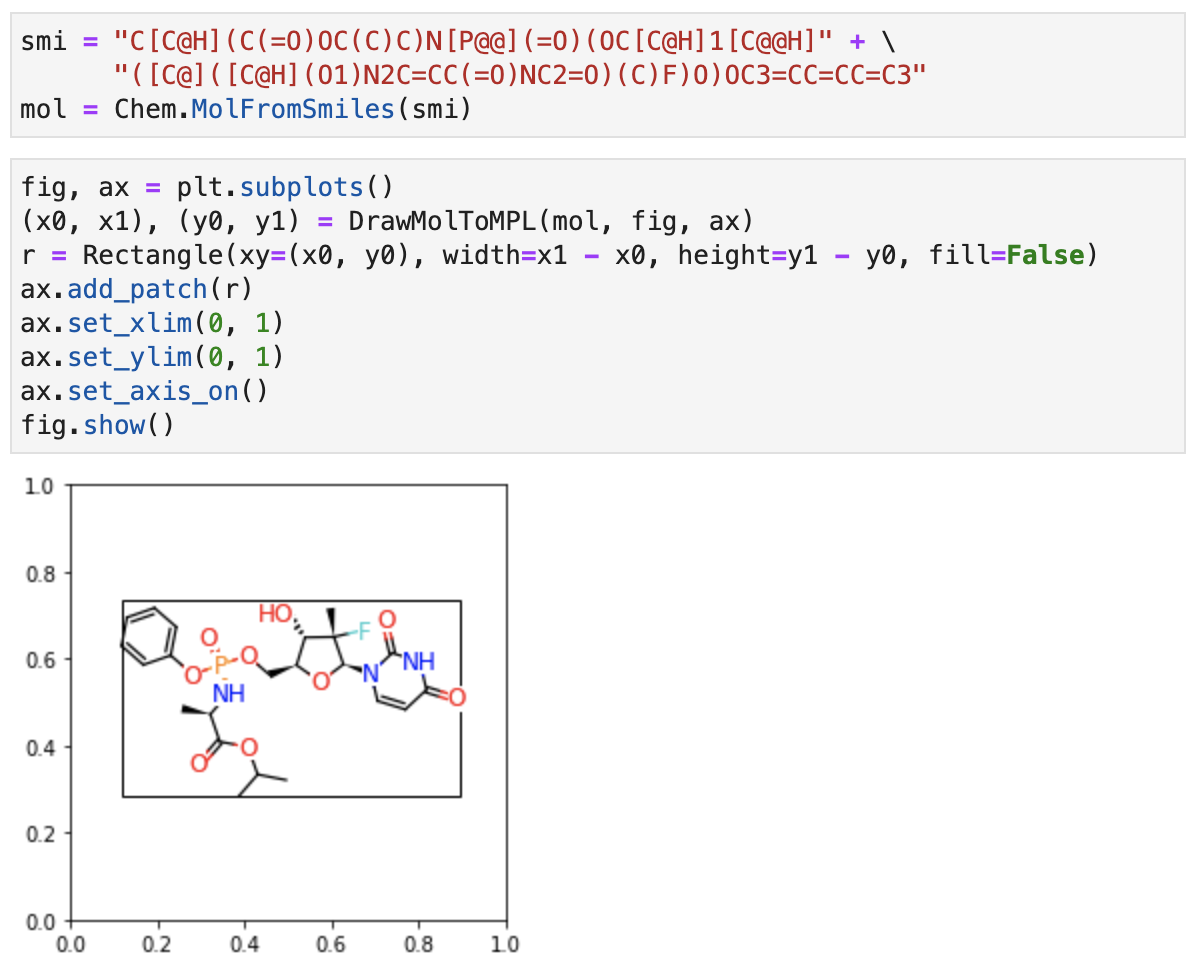 smi = "C[C@H](C(=O)OC(C)C)N[P@@](=O)(OC[C@H]1[C@@H]" + \
"([C@]([C@H](O1)N2C=CC(=O)NC2=O)(C)F)O)OC3=CC=CC=C3"
mol = Chem.MolFromSmiles(smi)
fig, ax = plt.subplots()
(x0, x1), (y0, y1) = DrawMolToMPL(mol, fig, ax)
r = Rectangle(xy=(x0, y0), width=x1 - x0, height=y1 - y0, fill=False)
ax.add_patch(r)
ax.set_xlim(0, 1)
ax.set_ylim(0, 1)
ax.set_axis_on()
fig.show()
1.0
0.8
HO
O
O
F
O
P
O
N
NH
O
O
NH
O
O
O
0.6
0.4
0.2
0.0
0.0 0.2 0.4 0.6 0.8 1.0